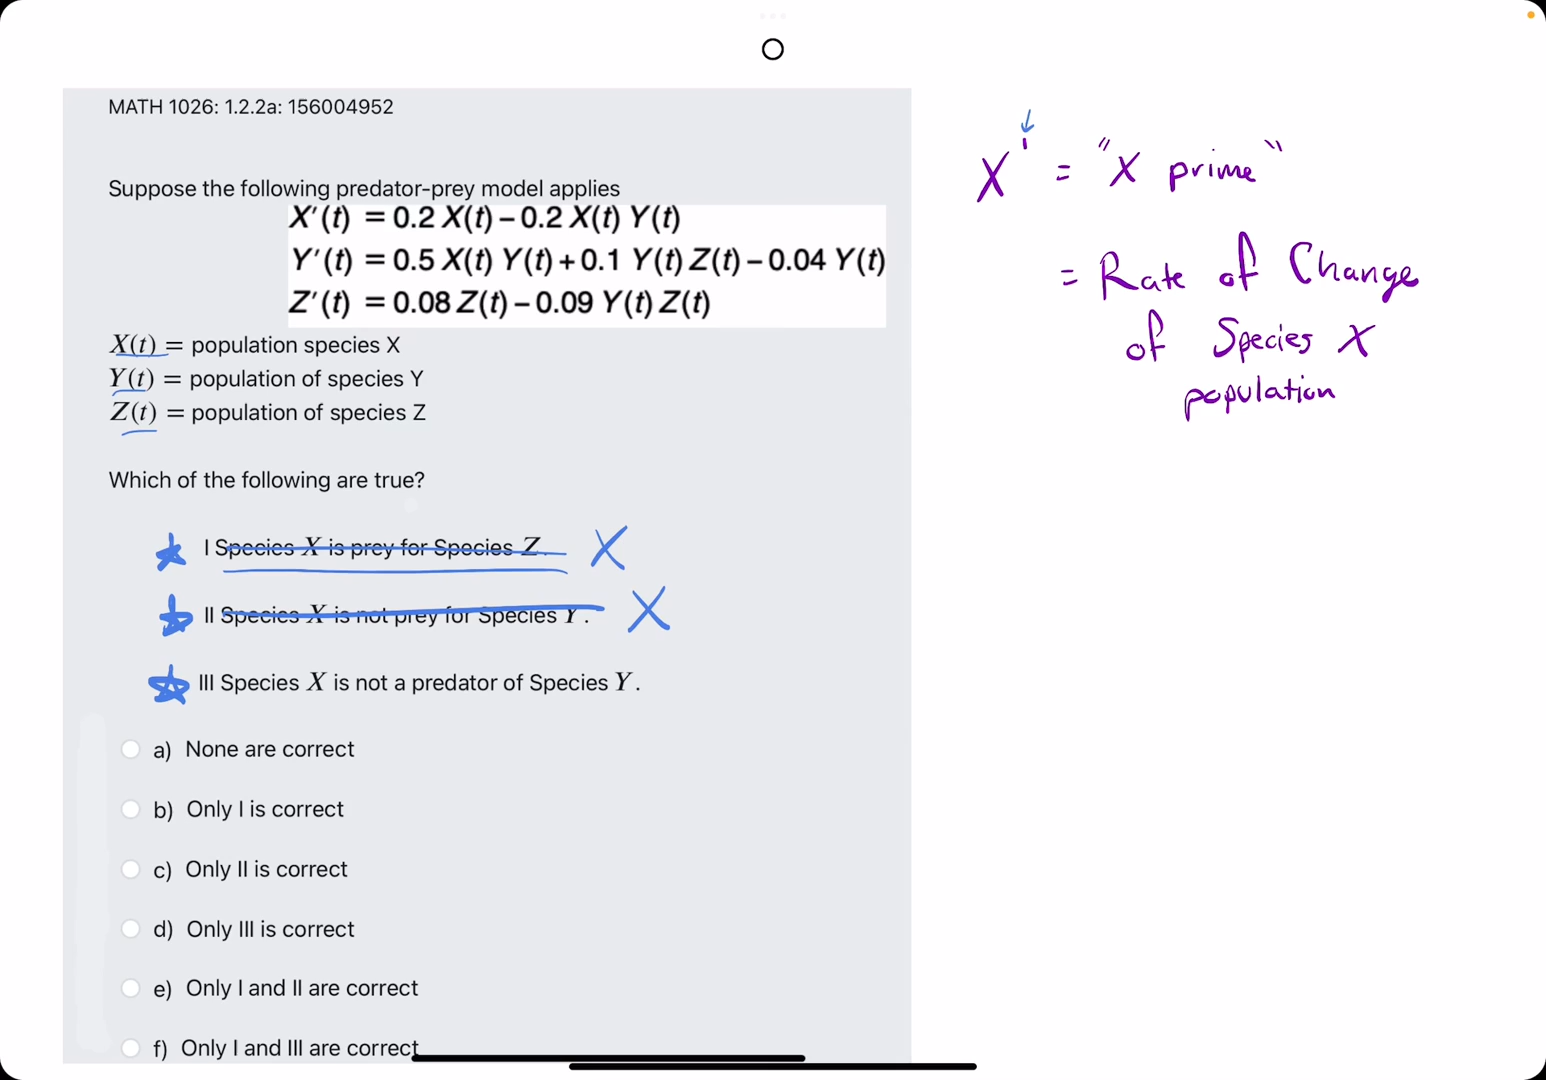 MATH 1026: 1.2.2a: 156004952
Suppose the following predator-prey model applies
X′(t) = 0.2 X(t) – 0.2 X(t) Y(t)
Y′(t) = 0.5 X(t) Y(t) + 0.1 Y(t) Z(t) – 0.04 Y(t)
Z′(t) = 0.08 Z(t) – 0.09 Y(t) Z(t)
X(t) = population species X
Y(t) = population of species Y
Z(t) = population of species Z
Which of the following are true?
I Species X is prey for Species Z. X
II Species X is not prey for Species Y. X
III Species X is not a predator of Species Y.
a) None are correct
b) Only I is correct
c) Only II is correct
d) Only III is correct
e) Only I and II are correct
f) Only I and III are correct
X' = "X prime"
= Rate of Change
of Species X
population